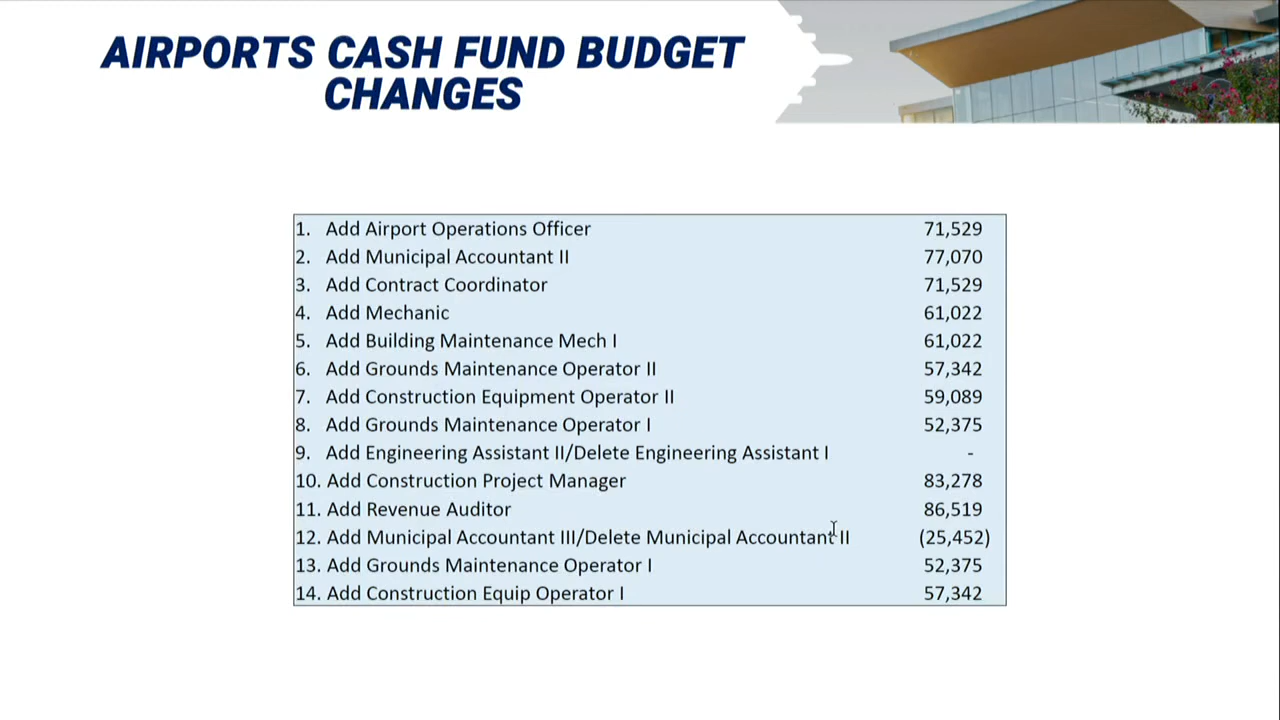 AIRPORTS CASH FUND BUDGET
CHANGES
1. Add Airport Operations Officer 71,529
2. Add Municipal Accountant II 77,070
3. Add Contract Coordinator 71,529
4. Add Mechanic 61,022
5. Add Building Maintenance Mech I 61,022
6. Add Grounds Maintenance Operator II 57,342
7. Add Construction Equipment Operator II 59,089
8. Add Grounds Maintenance Operator I 52,375
9. Add Engineering Assistant II/Delete Engineering Assistant I -
10. Add Construction Project Manager 83,278
11. Add Revenue Auditor 86,519
12. Add Municipal Accountant III/Delete Municipal Accountant II (25,452)
13. Add Grounds Maintenance Operator I 52,375
14. Add Construction Equip Operator I 57,342